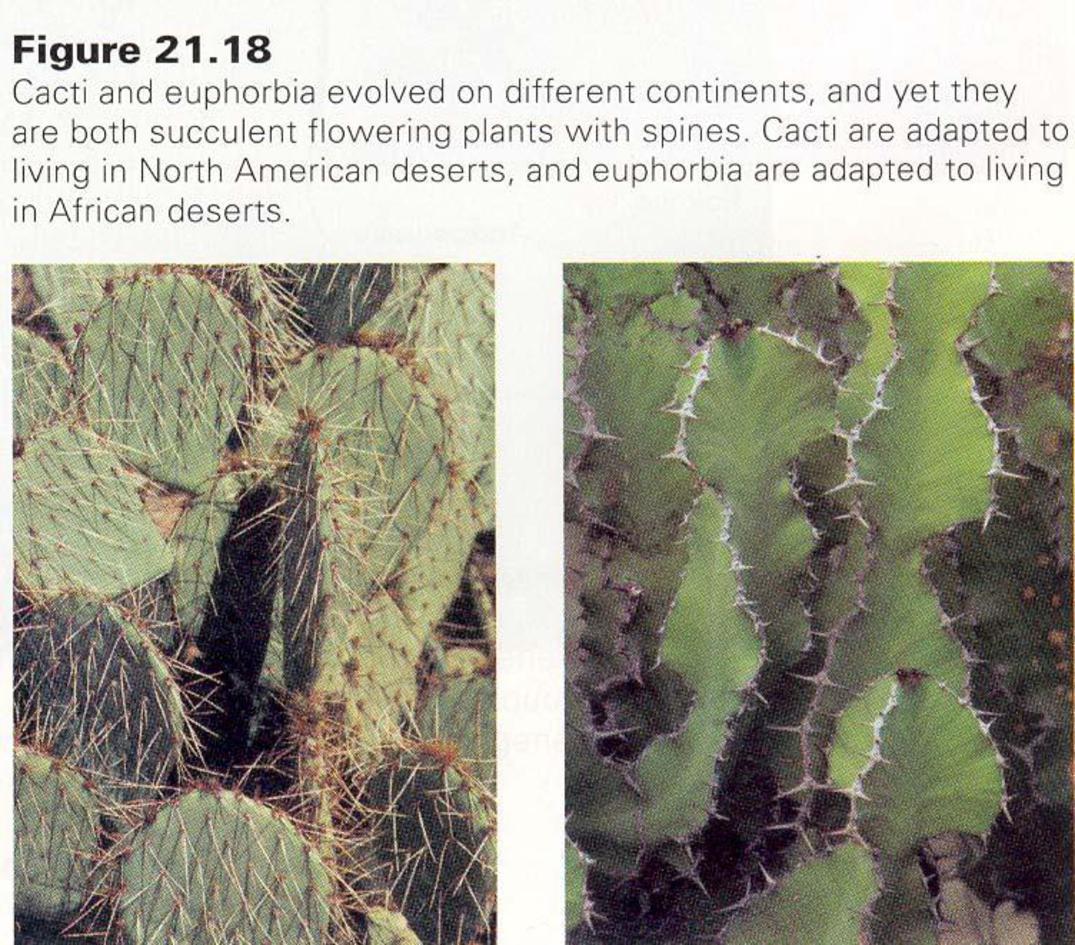 Figure 21.18
Cacti and euphorbia evolved on different continents, and yet they
are both succulent flowering plants with spines. Cacti are adapted to
living in North American deserts, and euphorbia are adapted to living
in African deserts.